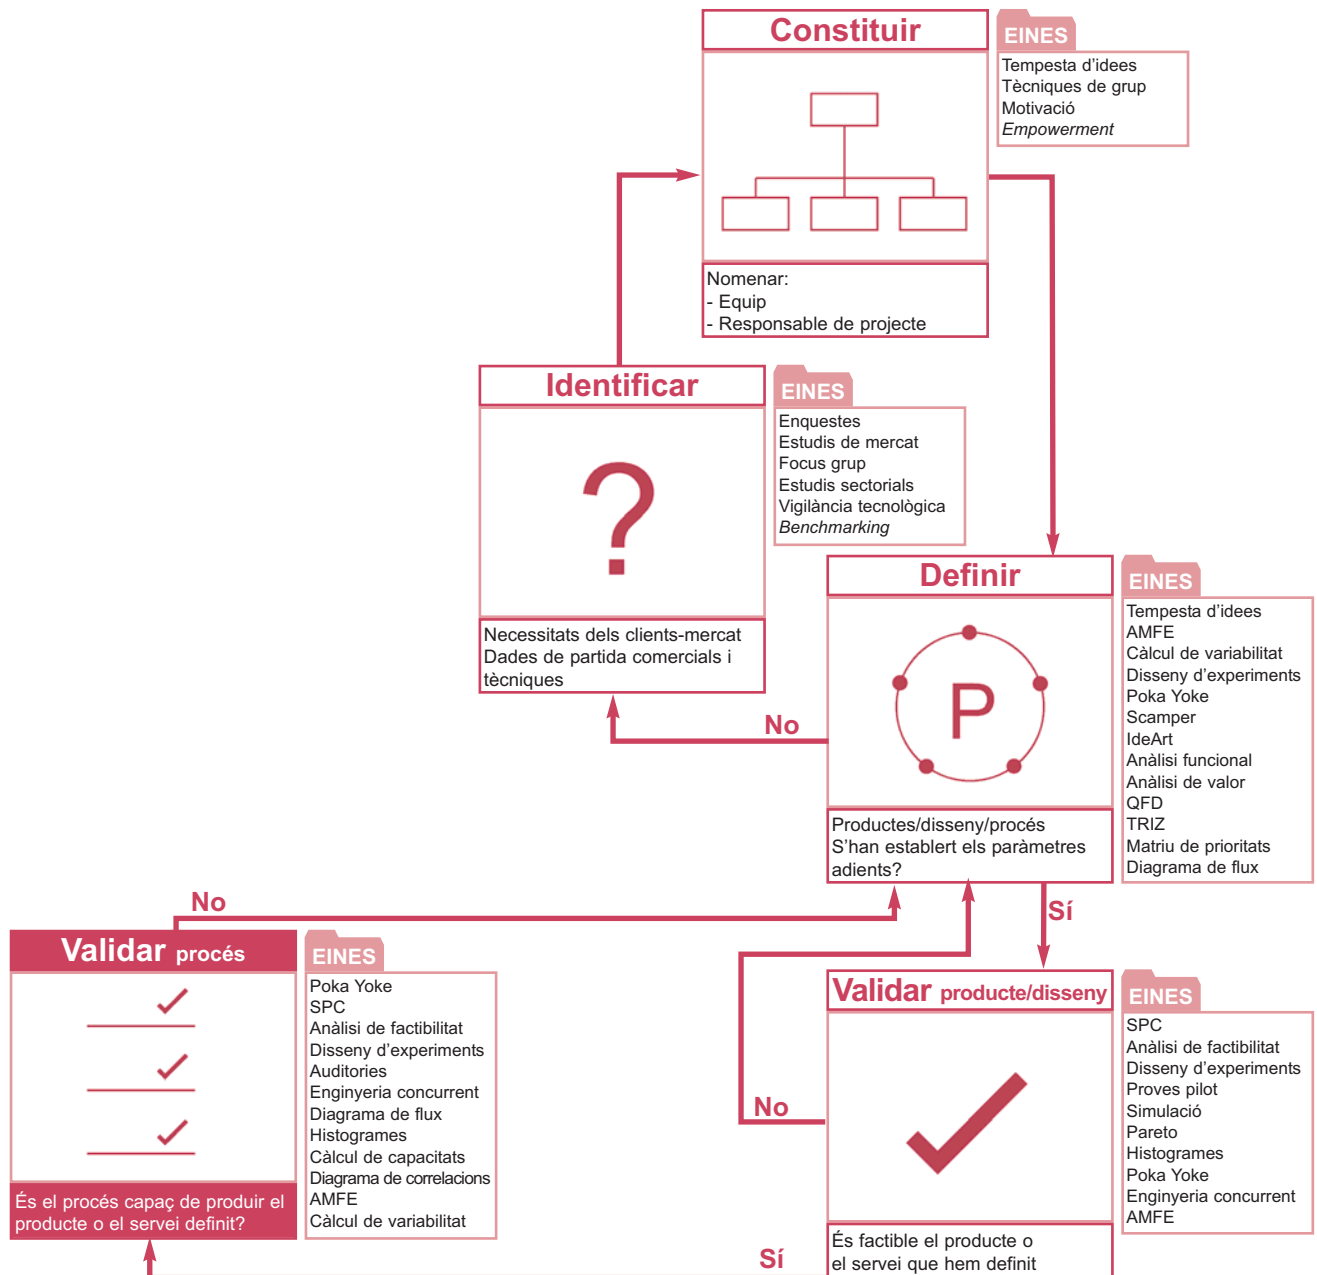 Constituir
EINES
Tempesta d’idees
Tècniques de grup
Motivació
Empowerment
Nomenar:
- Equip
- Responsable de projecte
Identificar
EINES
Enquestes
Estudis de mercat
Focus grup
Estudis sectorials
Vigilància tecnològica
Benchmarking
?
Necessitats dels clients-mercat
Dades de partida comercials i
tècniques
Definir
EINES
Tempesta d’idees
AMFE
Càlcul de variabilitat
Disseny d’experiments
Poka Yoke
Scamper
IdeArt
Anàlisi funcional
Anàlisi de valor
QFD
TRIZ
Matriu de prioritats
Diagrama de flux
P
No
Productes/disseny/procés
S’han establert els paràmetres
adients?
No
Sí
Validar procés
EINES
Poka Yoke
SPC
Anàlisi de factibilitat
Disseny d’experiments
Auditories
Enginyeria concurrent
Diagrama de flux
Histogrames
Càlcul de capacitats
Diagrama de correlacions
AMFE
Càlcul de variabilitat
És el procés capaç de produir el
producte o el servei definit?
Validar producte/disseny
EINES
SPC
Anàlisi de factibilitat
Disseny d’experiments
Proves pilot
Simulació
Pareto
Histogrames
Poka Yoke
Enginyeria concurrent
AMFE
No
És factible el producte o
el servei que hem definit
Sí